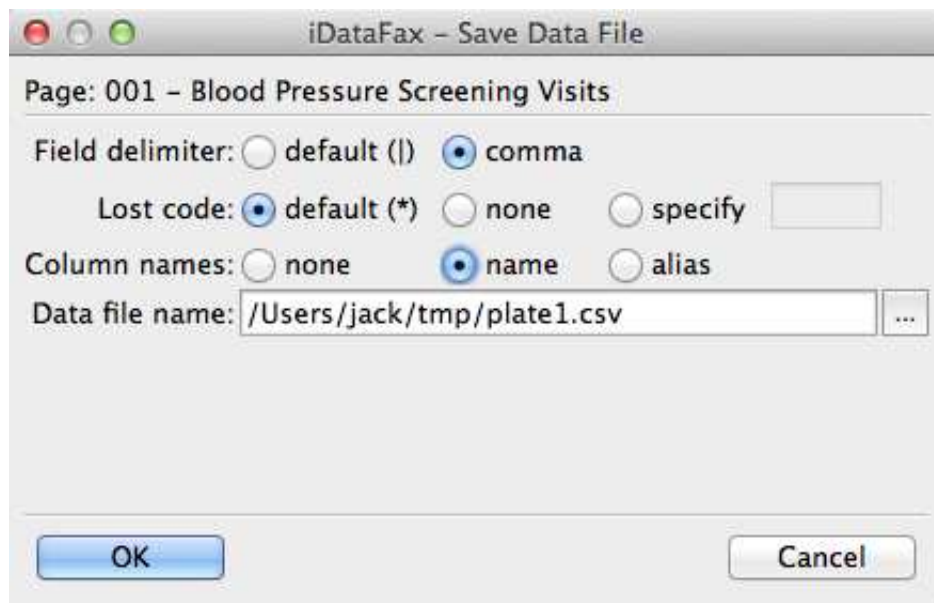 iDataFax – Save Data File
Page: 001 – Blood Pressure Screening Visits
Field delimiter: default (|) comma
Lost code: default (*) none specify
Column names: none name alias
Data file name: /Users/jack/tmp/plate1.csv ...
OK Cancel